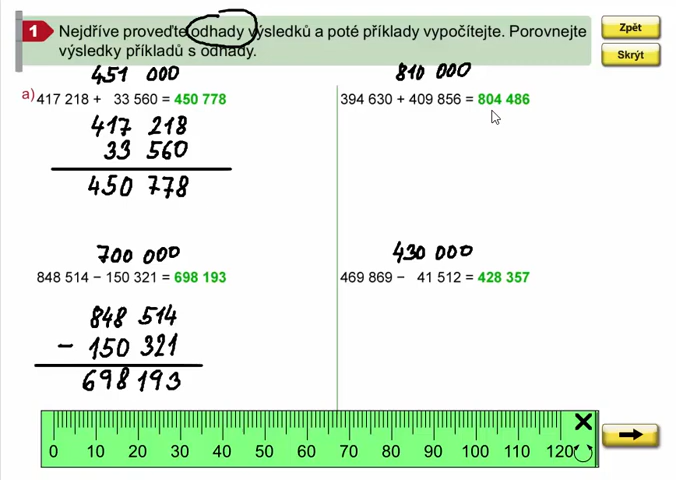 1 Nejdříve proveďte odhady výsledků a poté příklady vypočítejte. Porovnejte
výsledky příkladů s odhady.
Zpět
Skrýt
451 000
a) 417 218 + 33 560 = 450 778
417 218
33 560
450 778
810 000
394 630 + 409 856 = 804 486
700 000
848 514 − 150 321 = 698 193
848 514
− 150 321
698 193
430 000
469 869 − 41 512 = 428 357
0 10 20 30 40 50 60 70 80 90 100 110 120